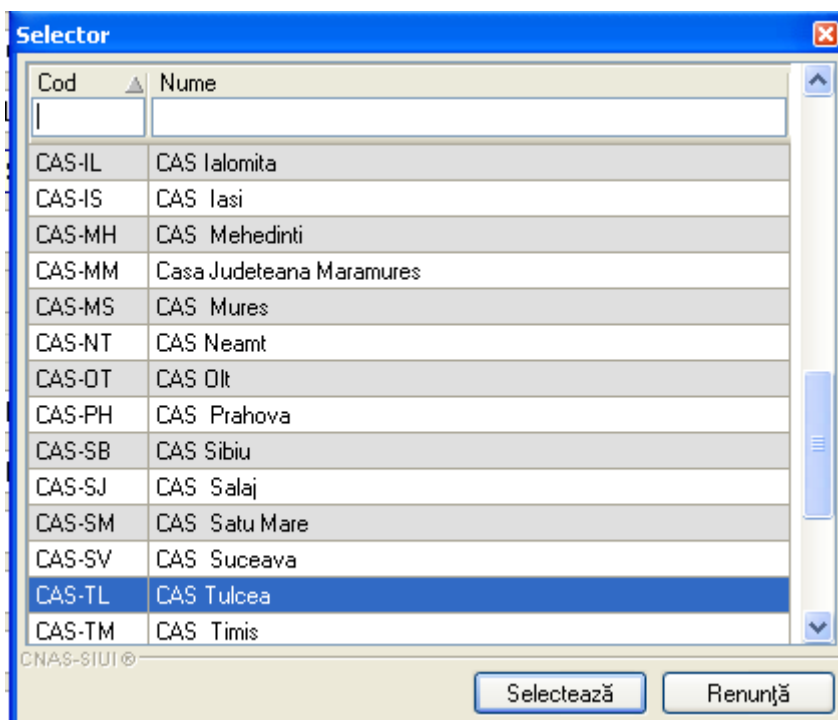 Selector
Cod Nume
CAS-IL CAS Ialomita
CAS-IS CAS Iasi
CAS-MH CAS Mehedinti
CAS-MM Casa Judeteana Maramures
CAS-MS CAS Mures
CAS-NT CAS Neamt
CAS-OT CAS Olt
CAS-PH CAS Prahova
CAS-SB CAS Sibiu
CAS-SJ CAS Salaj
CAS-SM CAS Satu Mare
CAS-SV CAS Suceava
CAS-TL CAS Tulcea
CAS-TM CAS Timis
CNAS-SIUI®
Selectează Renunţă